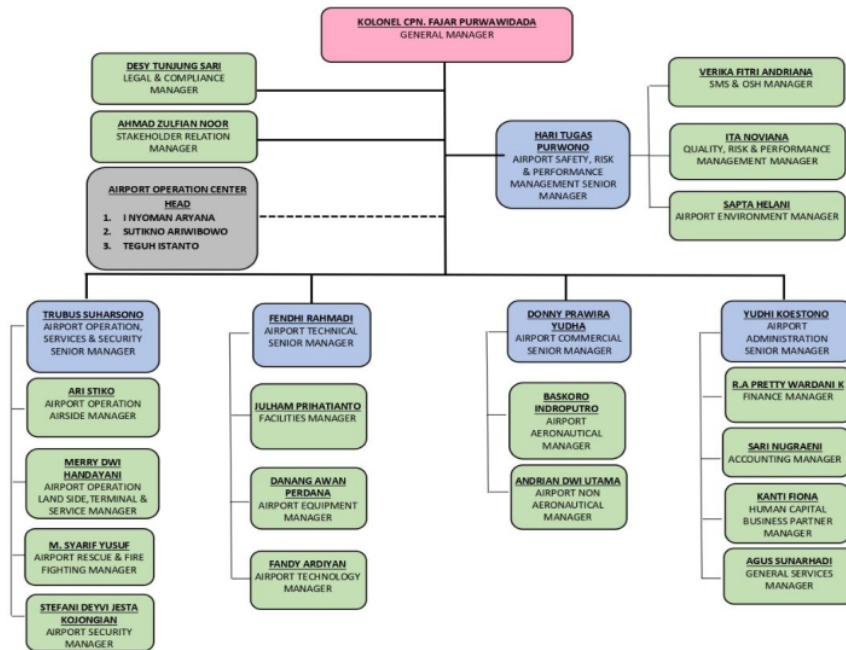 KOLONEL CPN. FAJAR PURWAWIDADA
GENERAL MANAGER
DESY TUNJUNG SARI
LEGAL & COMPLIANCE
MANAGER
AHMAD ZULFIAN NOOR
STAKEHOLDER RELATION
MANAGER
AIRPORT OPERATION CENTER
HEAD
1. I NYOMAN ARYANA
2. SUTIKNO ARIWIBOWO
3. TEGUH ISTANTO
HARI TUGAS
PURWONO
AIRPORT SAFETY, RISK
& PERFORMANCE
MANAGEMENT SENIOR
MANAGER
VERIKA FITRI ANDRIANA
SMS & OSH MANAGER
ITA NOVIANA
QUALITY, RISK & PERFORMANCE
MANAGEMENT MANAGER
SAPTA HELANI
AIRPORT ENVIRONMENT MANAGER
TRUBUS SUHARSONO
AIRPORT OPERATION,
SERVICES & SECURITY
SENIOR MANAGER
ARI STIKO
AIRPORT OPERATION
AIRSIDE MANAGER
MERRY DWI
HANDAYANI
AIRPORT OPERATION
LAND SIDE,TERMINAL &
SERVICE MANAGER
M. SYARIF YUSUF
AIRPORT RESCUE & FIRE
FIGHTING MANAGER
STEFANI DEYVI JESTA
KOJONGIAN
AIRPORT SECURITY
MANAGER
FENDHI RAHMADI
AIRPORT TECHNICAL
SENIOR MANAGER
JULHAM PRIHATIANTO
FACILITIES MANAGER
DANANG AWAN
PERDANA
AIRPORT EQUIPMENT
MANAGER
FANDY ARDIYAN
AIRPORT TECHNOLOGY
MANAGER
DONNY PRAWIRA
YUDHA
AIRPORT COMMERCIAL
SENIOR MANAGER
BASKORO
INDROPUTRO
AIRPORT
AERONAUTICAL
MANAGER
ANDRIAN DWI UTAMA
AIRPORT NON
AERONAUTICAL
MANAGER
YUDHI KOESTONO
AIRPORT
ADMINISTRATION
SENIOR MANAGER
R.A PRETTY WARDANI K
FINANCE MANAGER
SARI NUGRAENI
ACCOUNTING MANAGER
KANTI FIONA
HUMAN CAPITAL
BUSINESS PARTNER
MANAGER
AGUS SUNARHADI
GENERAL SERVICES
MANAGER